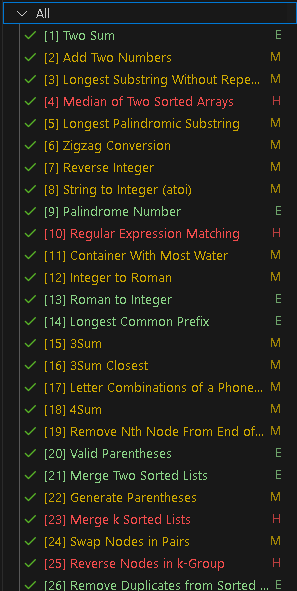 All
[1] Two Sum E
[2] Add Two Numbers M
[3] Longest Substring Without Repe... M
[4] Median of Two Sorted Arrays H
[5] Longest Palindromic Substring M
[6] Zigzag Conversion M
[7] Reverse Integer M
[8] String to Integer (atoi) M
[9] Palindrome Number E
[10] Regular Expression Matching H
[11] Container With Most Water M
[12] Integer to Roman M
[13] Roman to Integer E
[14] Longest Common Prefix E
[15] 3Sum M
[16] 3Sum Closest M
[17] Letter Combinations of a Phone... M
[18] 4Sum M
[19] Remove Nth Node From End of... M
[20] Valid Parentheses E
[21] Merge Two Sorted Lists E
[22] Generate Parentheses M
[23] Merge k Sorted Lists H
[24] Swap Nodes in Pairs M
[25] Reverse Nodes in k-Group H
[26] Remove Duplicates from Sorted ... E